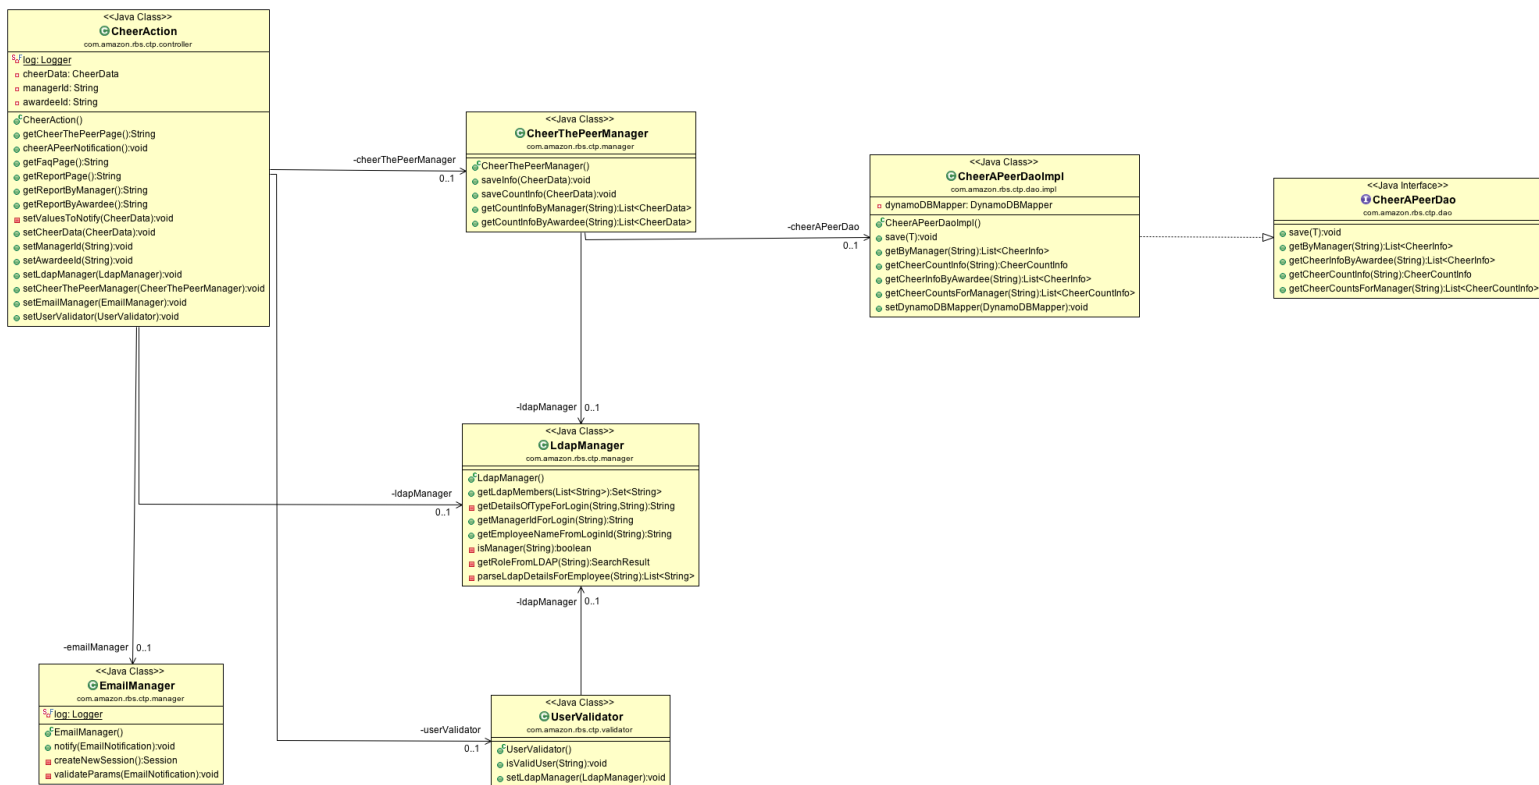 <<Java Class>>
CheerAction
com.amazon.rbs.ctp.controller
log: Logger
cheerData: CheerData
managerId: String
awardeeId: String
CheerAction()
getCheerThePeerPage():String
cheerAPeerNotification():void
getFaqPage():String
getReportPage():String
getReportByManager():String
getReportByAwardee():String
setValuesToNotify(CheerData):void
setCheerData(CheerData):void
setManagerId(String):void
setAwardeeId(String):void
setLdapManager(LdapManager):void
setCheerThePeerManager(CheerThePeerManager):void
setEmailManager(EmailManager):void
setUserValidator(UserValidator):void
-cheerThePeerManager
0..1
<<Java Class>>
CheerThePeerManager
com.amazon.rbs.ctp.manager
CheerThePeerManager()
saveInfo(CheerData):void
saveCountInfo(CheerData):void
getCountInfoByManager(String):List<CheerData>
getCountInfoByAwardee(String):List<CheerData>
-cheerAPeerDao
0..1
<<Java Class>>
CheerAPeerDaoImpl
com.amazon.rbs.ctp.dao.impl
dynamoDBMapper: DynamoDBMapper
CheerAPeerDaoImpl()
save(T):void
getByManager(String):List<CheerInfo>
getCheerCountInfo(String):CheerCountInfo
getCheerInfoByAwardee(String):List<CheerInfo>
getCheerCountsForManager(String):List<CheerCountInfo>
setDynamoDBMapper(DynamoDBMapper):void
<<Java Interface>>
CheerAPeerDao
com.amazon.rbs.ctp.dao
save(T):void
getByManager(String):List<CheerInfo>
getCheerInfoByAwardee(String):List<CheerInfo>
getCheerCountInfo(String):CheerCountInfo
getCheerCountsForManager(String):List<CheerCountInfo>
-ldapManager 0..1
<<Java Class>>
LdapManager
com.amazon.rbs.ctp.manager
LdapManager()
getLdapMembers(List<String>):Set<String>
getDetailsOfTypeForLogin(String,String):String
getManagerIdForLogin(String):String
getEmployeeNameFromLoginId(String):String
isManager(String):boolean
getRoleFromLDAP(String):SearchResult
parseLdapDetailsForEmployee(String):List<String>
-ldapManager
0..1
-ldapManager 0..1
-emailManager 0..1
<<Java Class>>
EmailManager
com.amazon.rbs.ctp.manager
log: Logger
EmailManager()
notify(EmailNotification):void
createNewSession():Session
validateParams(EmailNotification):void
-userValidator
0..1
<<Java Class>>
UserValidator
com.amazon.rbs.ctp.validator
UserValidator()
isValidUser(String):void
setLdapManager(LdapManager):void